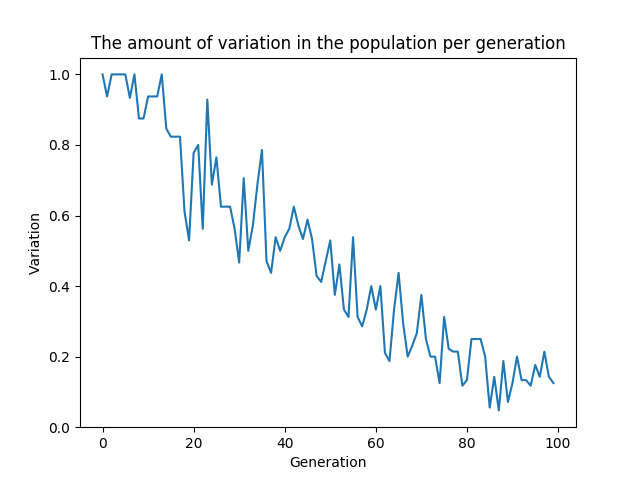 The amount of variation in the population per generation
1.0
0.8
0.6
0.4
0.2
0.0
Variation
0 20 40 60 80 100
Generation